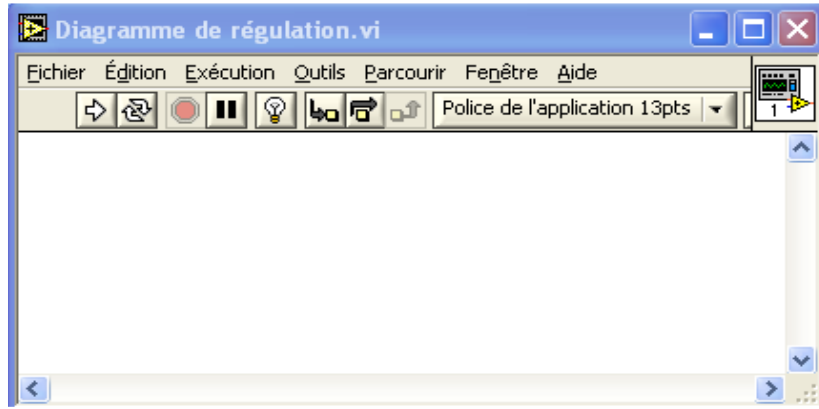 Diagramme de régulation.vi
Fichier Édition Exécution Outils Parcourir Fenêtre Aide
Police de l'application 13pts
1